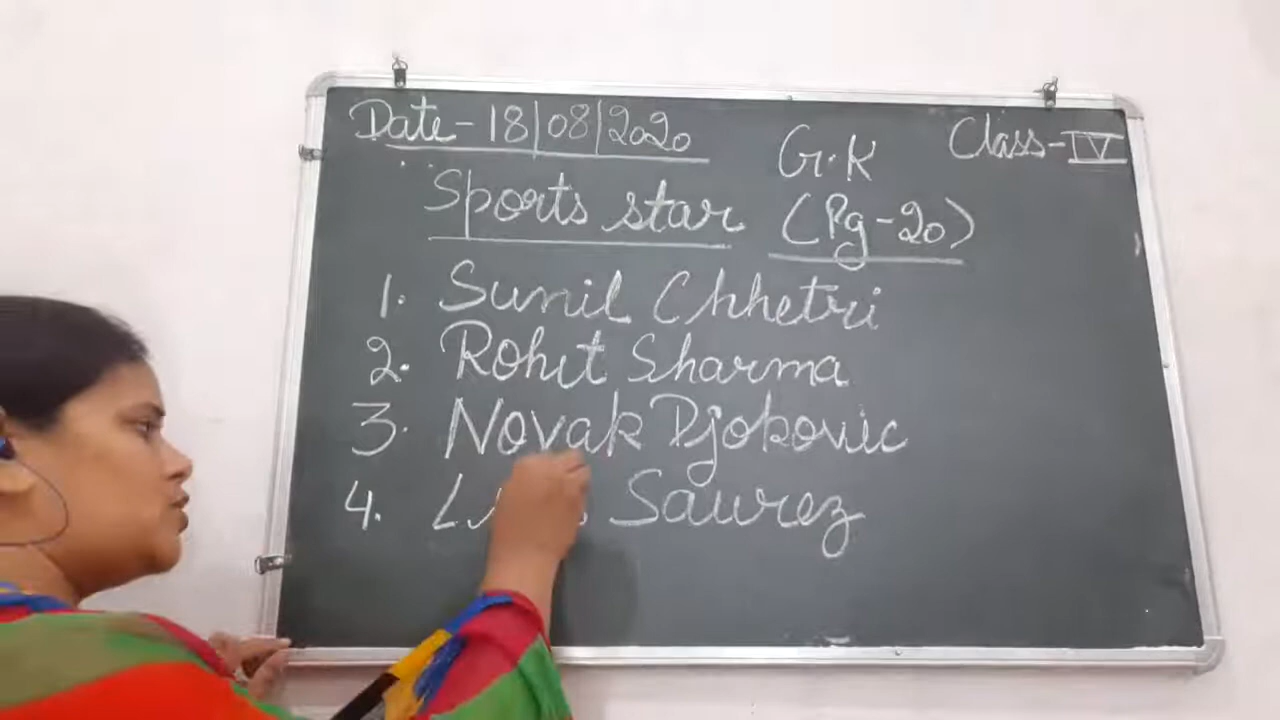 Date - 18/08/2020
G.K
Class - IV
Sports star (Pg - 20)
1. Sunil Chhetri
2. Rohit Sharma
3. Novak Djokovic
4. Saurez